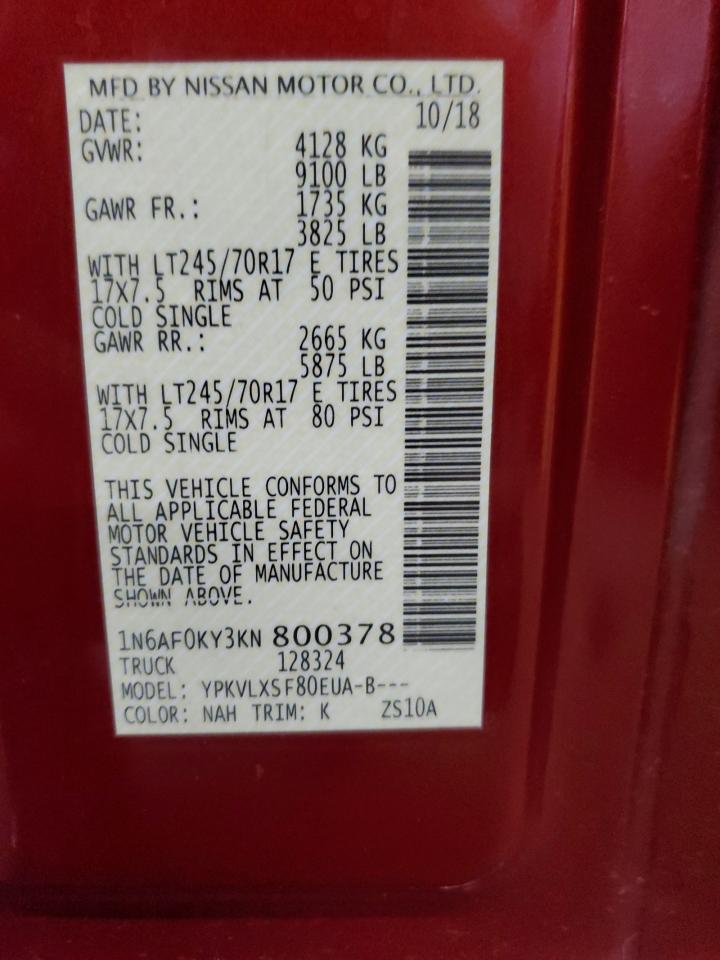 MFD BY NISSAN MOTOR CO., LTD.
DATE: 10/18
GVWR: 4128 KG
9100 LB
GAWR FR.: 1735 KG
3825 LB
WITH LT245/70R17 E TIRES
17X7.5 RIMS AT 50 PSI
COLD SINGLE
GAWR RR.: 2665 KG
5875 LB
WITH LT245/70R17 E TIRES
17X7.5 RIMS AT 80 PSI
COLD SINGLE
THIS VEHICLE CONFORMS TO
ALL APPLICABLE FEDERAL
MOTOR VEHICLE SAFETY
STANDARDS IN EFFECT ON
THE DATE OF MANUFACTURE
SHOWN ABOVE.
1N6AF0KY3KN 800378
TRUCK 128324
MODEL: YPKVLXSF80EUA-B---
COLOR: NAH TRIM: K ZS10A